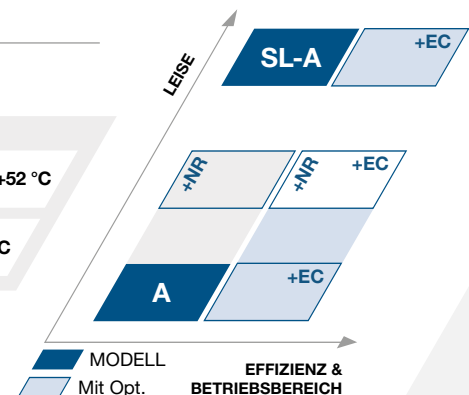 SL-A
+EC
LEISE
+52 °C
+NR
+NR
+EC
C
A
+EC
MODELL
Mit Opt.
EFFIZIENZ &
BETRIEBSBEREICH